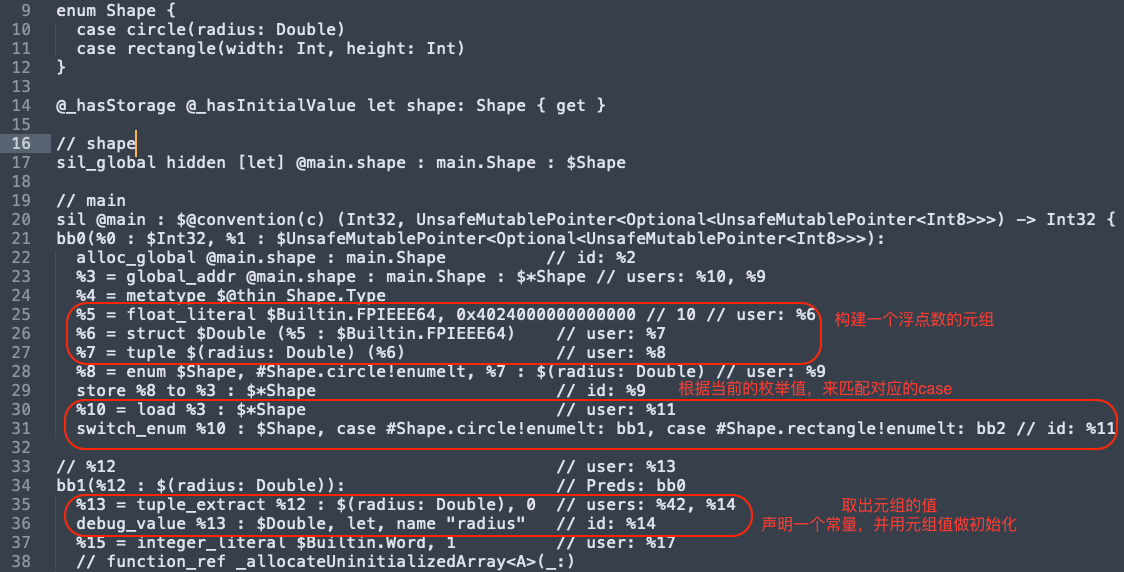 9 enum Shape {
10 case circle(radius: Double)
11 case rectangle(width: Int, height: Int)
12 }
13
14 @_hasStorage @_hasInitialValue let shape: Shape { get }
15
16 // shape
17 sil_global hidden [let] @main.shape : main.Shape : $Shape
18
19 // main
20 sil @main : $@convention(c) (Int32, UnsafeMutablePointer<Optional<UnsafeMutablePointer<Int8>>>) -> Int32 {
21 bb0(%0 : $Int32, %1 : $UnsafeMutablePointer<Optional<UnsafeMutablePointer<Int8>>>):
22 alloc_global @main.shape : main.Shape // id: %2
23 %3 = global_addr @main.shape : main.Shape : $*Shape // users: %10, %9
24 %4 = metatype $@thin Shape.Type
25 %5 = float_literal $Builtin.FPIEEE64, 0x4024000000000000 // 10 // user: %6
构建一个浮点数的元组
26 %6 = struct $Double (%5 : $Builtin.FPIEEE64) // user: %7
27 %7 = tuple $(radius: Double) (%6) // user: %8
28 %8 = enum $Shape, #Shape.circle!enumelt, %7 : $(radius: Double) // user: %9
29 store %8 to %3 : $*Shape // id: %9
根据当前的枚举值，来匹配对应的case
30 %10 = load %3 : $*Shape // user: %11
31 switch_enum %10 : $Shape, case #Shape.circle!enumelt: bb1, case #Shape.rectangle!enumelt: bb2 // id: %11
32
33 // %12 // user: %13
34 bb1(%12 : $(radius: Double)): // Preds: bb0
35 %13 = tuple_extract %12 : $(radius: Double), 0 // users: %42, %14
取出元组的值
36 debug_value %13 : $Double, let, name "radius" // id: %14
声明一个常量，并用元组值做初始化
37 %15 = integer_literal $Builtin.Word, 1 // user: %17
38 // function_ref _allocateUninitializedArray<A>(_:)